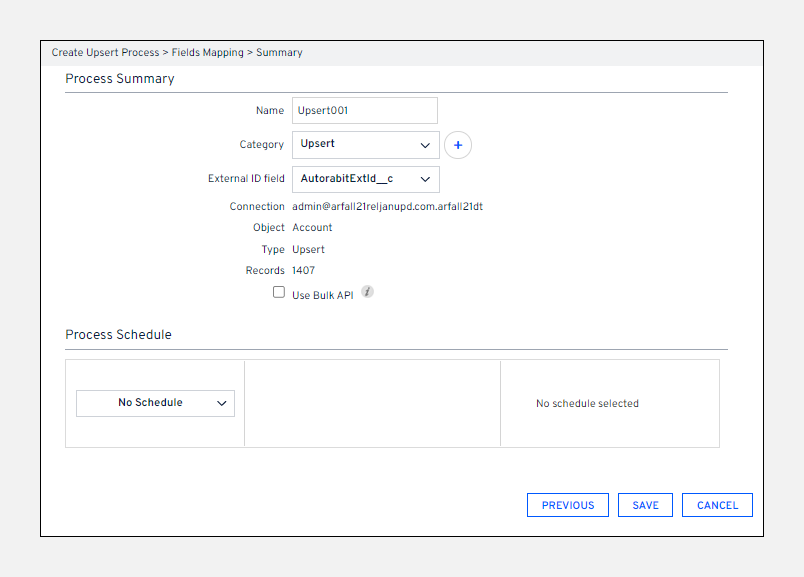 Create Upsert Process > Fields Mapping > Summary
Process Summary
Name Upsert001
Category Upsert +
External ID field AutorabitExtId__c
Connection admin@arfall21reljanupd.com.arfall21dt
Object Account
Type Upsert
Records 1407
Use Bulk API i
Process Schedule
No Schedule No schedule selected
PREVIOUS SAVE CANCEL